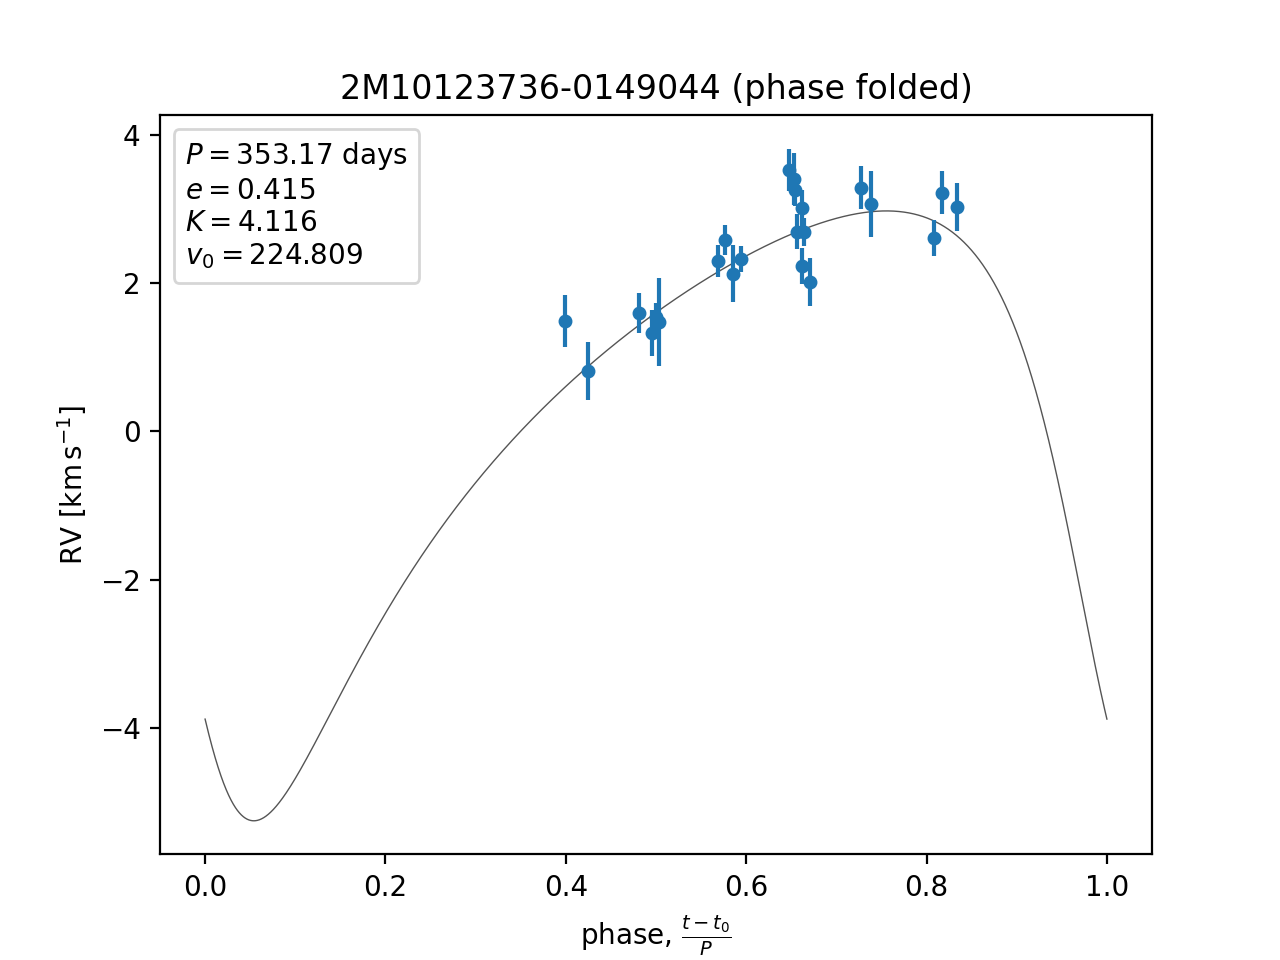 2M10123736-0149044 (phase folded)
P = 353.17 days
e = 0.415
K = 4.116
v₀ = 224.809
4
2
0
−2
−4
RV [km s⁻¹]
0.0 0.2 0.4 0.6 0.8 1.0
phase, (t − t₀)/P